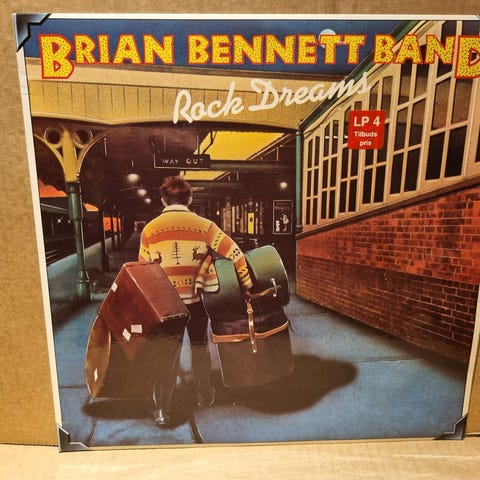 BRIAN BENNETT BAND
Rock Dreams
LP 4
Tilbuds
pris
WAY OUT